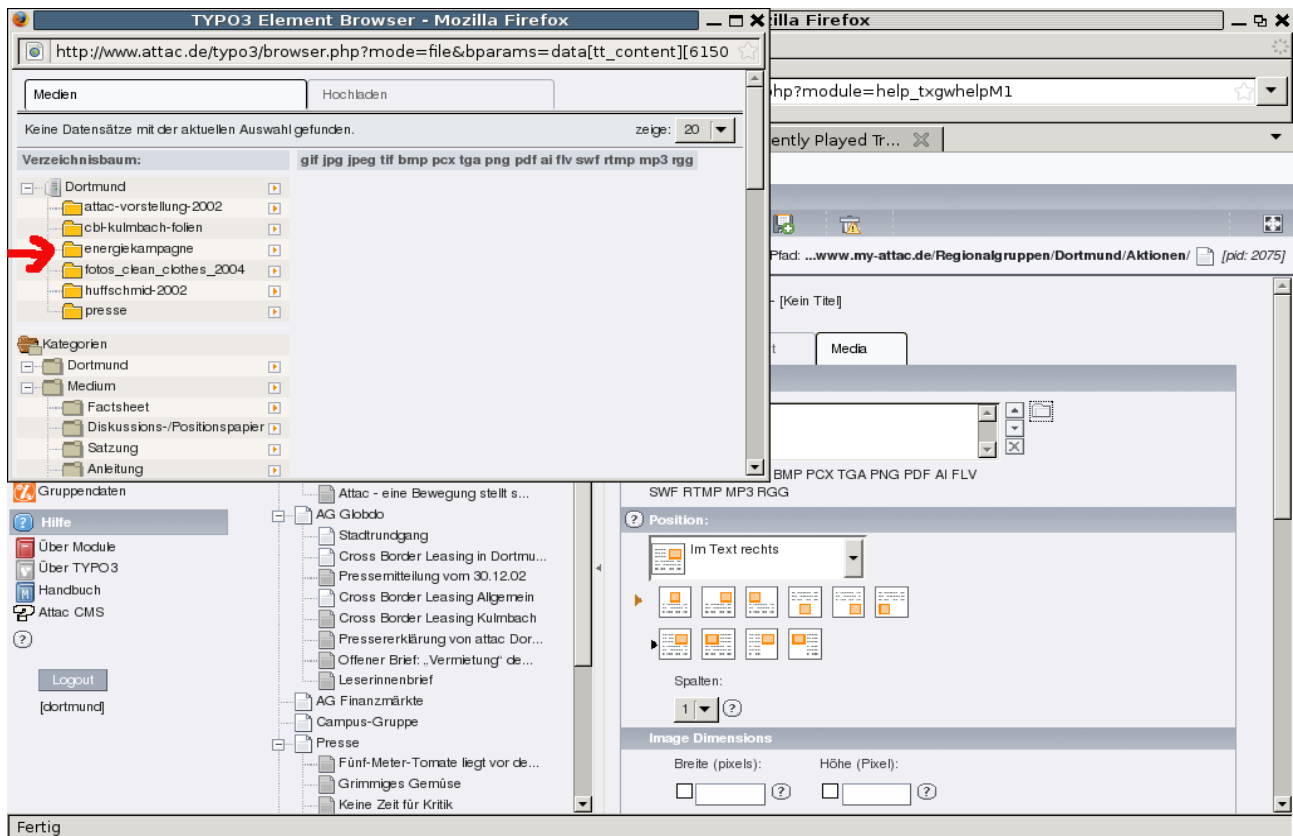 TYPO3 Element Browser - Mozilla Firefox
http://www.attac.de/typo3/browser.php?mode=file&bparams=data[tt_content][6150
Medien
Hochladen
Keine Datensätze mit der aktuellen Auswahl gefunden.
zeige: 20
Verzeichnisbaum:
gif jpg jpeg tif bmp pcx tga png pdf ai flv swf rtmp mp3 rgg
Dortmund
attac-vorstellung-2002
cbl-kulmbach-folien
energiekampagne
fotos_clean_clothes_2004
huffschmid-2002
presse
Kategorien
Dortmund
Medium
Factsheet
Diskussions-/Positionspapier
Satzung
Anleitung
zilla Firefox
hp?module=help_txgwhelpM1
ently Played Tr...
Pfad: ...www.my-attac.de/Regionalgruppen/Dortmund/Aktionen/ [pid: 2075]
- [Kein Titel]
t
Media
BMP PCX TGA PNG PDF AI FLV
SWF RTMP MP3 RGG
Gruppendaten
Hilfe
Über Module
Über TYPO3
Handbuch
Attac CMS
Logout
[dortmund]
Attac - eine Bewegung stellt s...
AG Globdo
Stadtrundgang
Cross Border Leasing in Dortmu...
Pressemitteilung vom 30.12.02
Cross Border Leasing Allgemein
Cross Border Leasing Kulmbach
Pressererklärung von attac Dor...
Offener Brief: „Vermietung“ de...
Leserinnenbrief
AG Finanzmärkte
Campus-Gruppe
Presse
Fünf-Meter-Tomate liegt vor de...
Grimmiges Gemüse
Keine Zeit für Kritik
Position:
Im Text rechts
Spalten:
1
Image Dimensions
Breite (pixels):
Höhe (Pixel):
Fertig